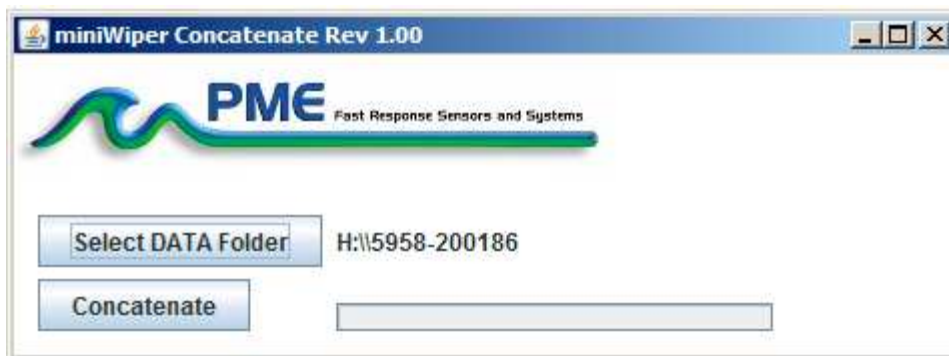 miniWiper Concatenate Rev 1.00
PME Fast Response Sensors and Systems
Select DATA Folder H:\\5958-200186
Concatenate